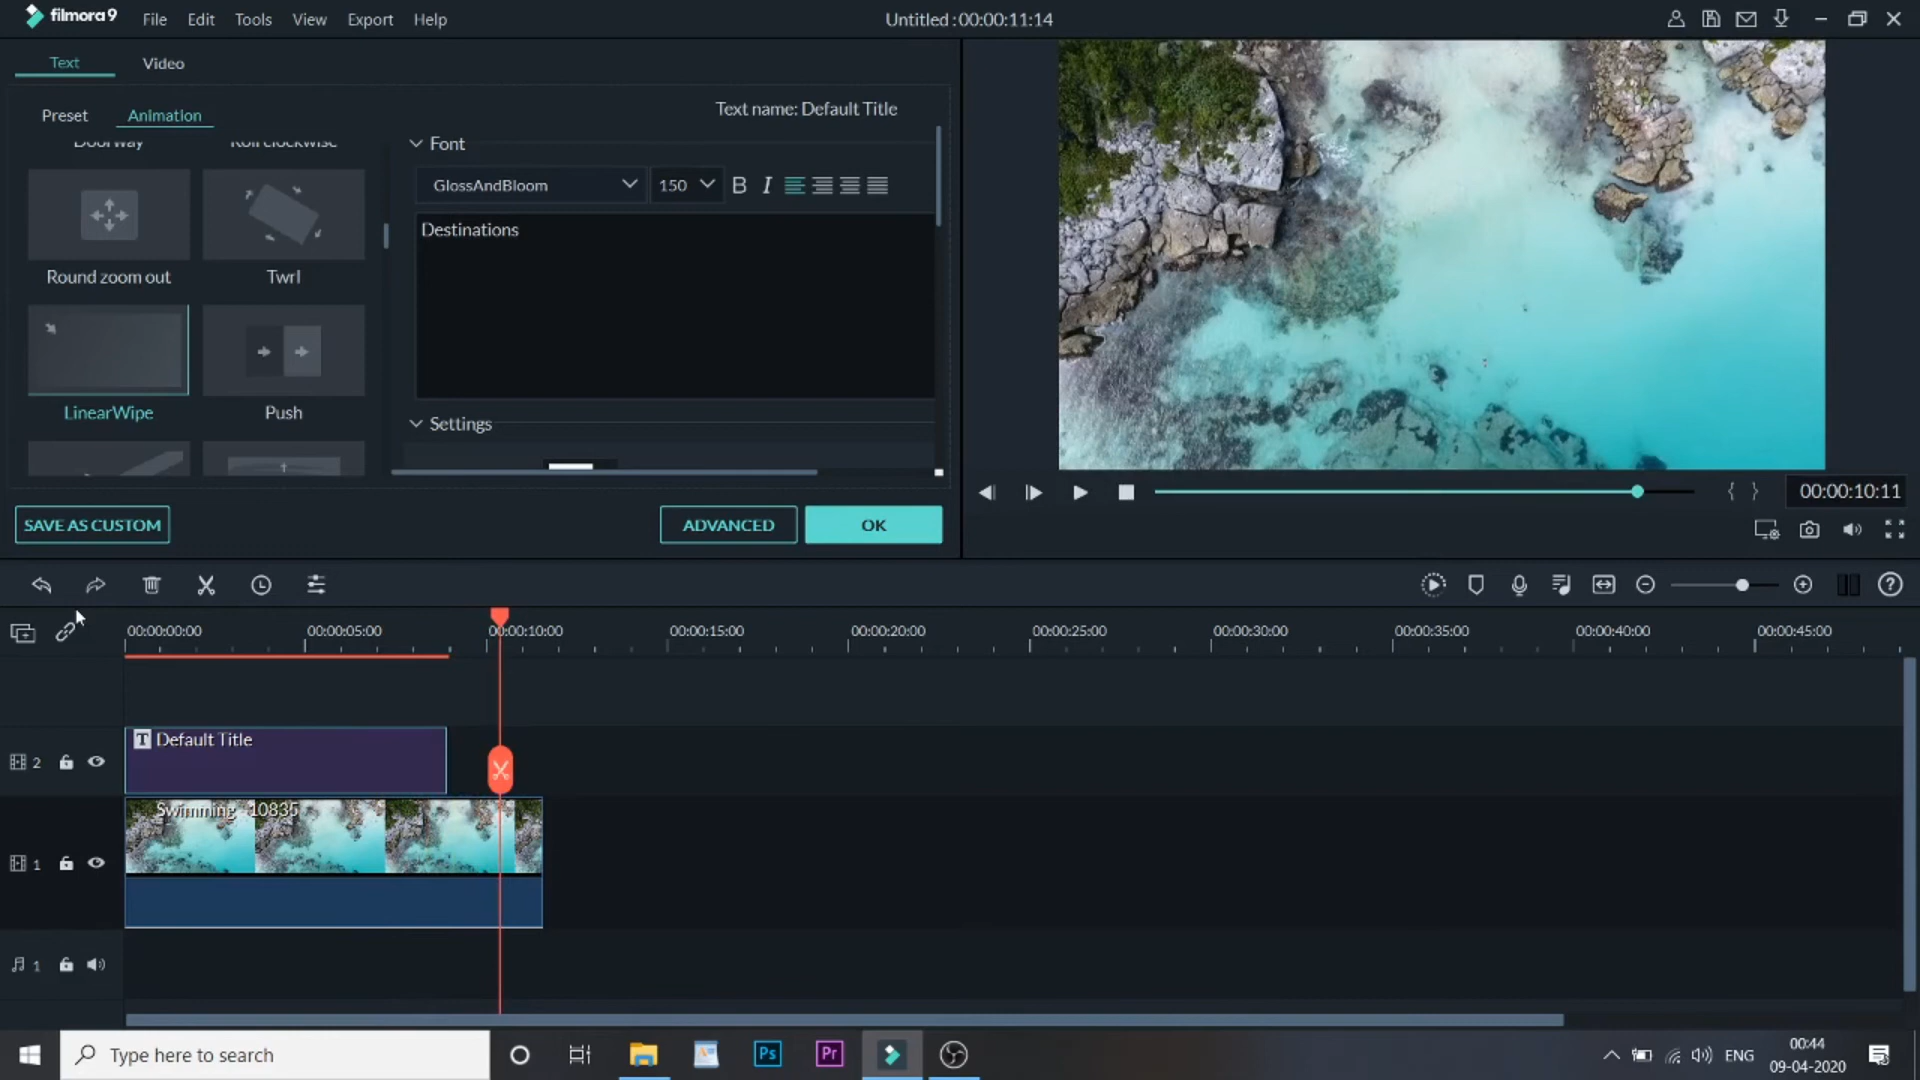 filmora9 File Edit Tools View Export Help Untitled : 00:00:11:14
Text Video
Preset Animation Text name: Default Title
Doorway Roll clockwise Font
GlossAndBloom 150 B I
Destinations
Round zoom out Twrl
LinearWipe Push
Settings
SAVE AS CUSTOM ADVANCED OK
{ } 00:00:10:11
00:00:00:00 00:00:05:00 00:00:10:00 00:00:15:00 00:00:20:00 00:00:25:00 00:00:30:00 00:00:35:00 00:00:40:00 00:00:45:00
T Default Title
2
Swimming - 10835
1
1
Type here to search Ps Pr ENG 00:44
09-04-2020